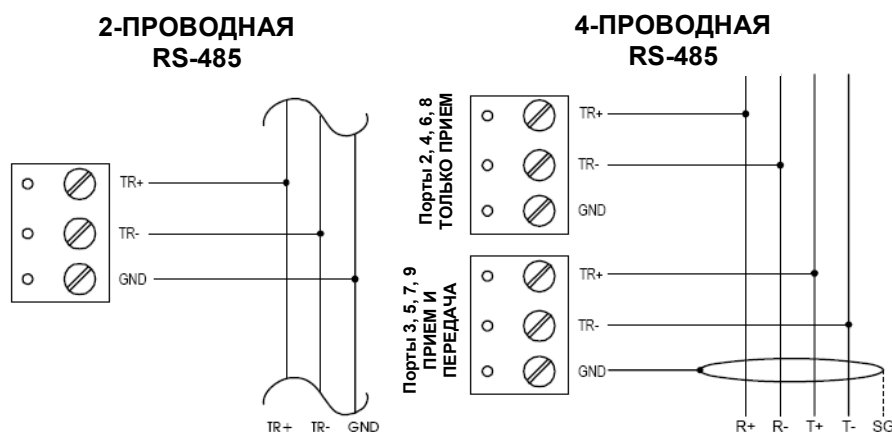 2-ПРОВОДНАЯ
RS-485
TR+
TR-
GND
TR+ TR- GND
4-ПРОВОДНАЯ
RS-485
Порты 2, 4, 6, 8
ТОЛЬКО ПРИЕМ
TR+
TR-
GND
Порты 3, 5, 7, 9
ПРИЕМ И
ПЕРЕДАЧА
TR+
TR-
GND
R+ R- T+ T- SG